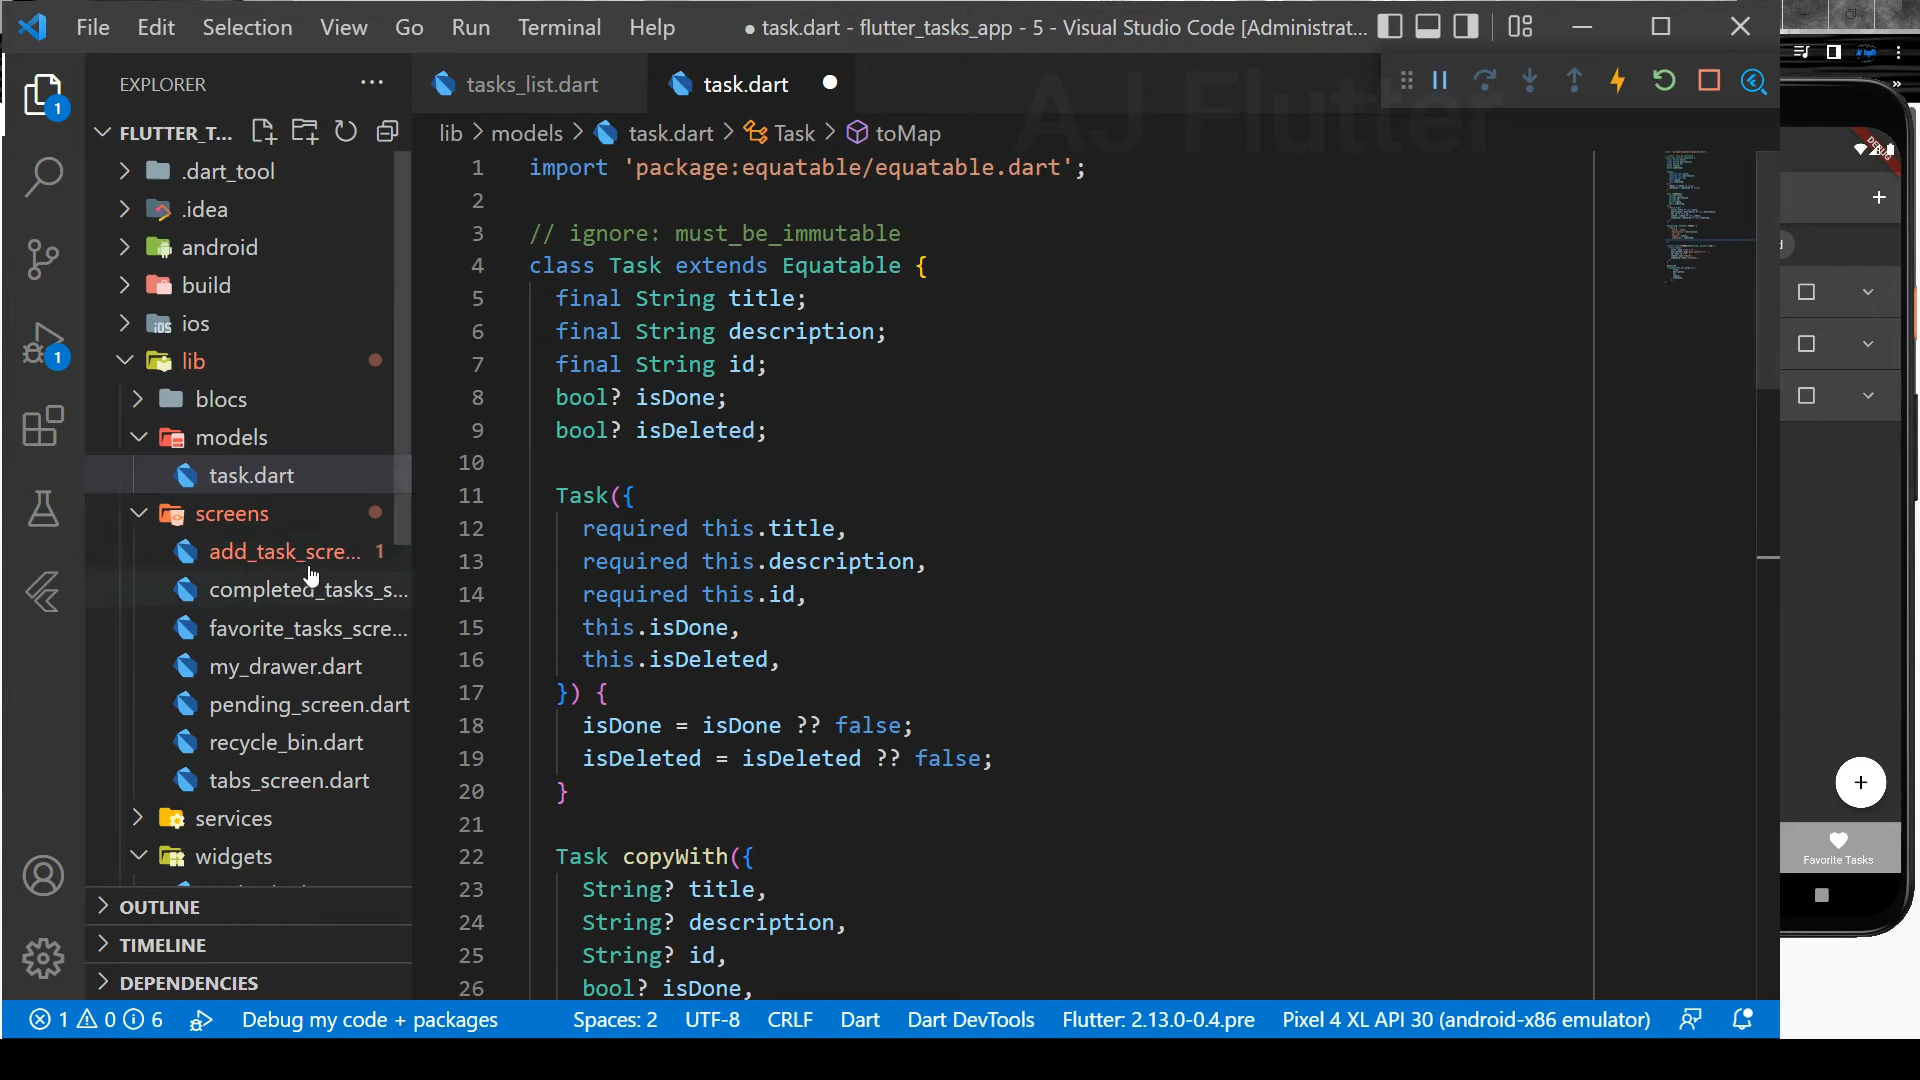 File Edit Selection View Go Run Terminal Help
● task.dart - flutter_tasks_app - 5 - Visual Studio Code [Administrat...
EXPLORER
tasks_list.dart
task.dart
AJ Flutter
FLUTTER_T...
lib > models > task.dart > Task > toMap
.dart_tool
.idea
android
build
ios
lib
blocs
models
task.dart
screens
add_task_scre... 1
completed_tasks_s...
favorite_tasks_scre...
my_drawer.dart
pending_screen.dart
recycle_bin.dart
tabs_screen.dart
services
widgets
OUTLINE
TIMELINE
DEPENDENCIES
1
1
1 import 'package:equatable/equatable.dart';
2
3 // ignore: must_be_immutable
4 class Task extends Equatable {
5 final String title;
6 final String description;
7 final String id;
8 bool? isDone;
9 bool? isDeleted;
10
11 Task({
12 required this.title,
13 required this.description,
14 required this.id,
15 this.isDone,
16 this.isDeleted,
17 }) {
18 isDone = isDone ?? false;
19 isDeleted = isDeleted ?? false;
20 }
21
22 Task copyWith({
23 String? title,
24 String? description,
25 String? id,
26 bool? isDone,
DEBUG
Favorite Tasks
1 0 6 Debug my code + packages Spaces: 2 UTF-8 CRLF Dart Dart DevTools Flutter: 2.13.0-0.4.pre Pixel 4 XL API 30 (android-x86 emulator)